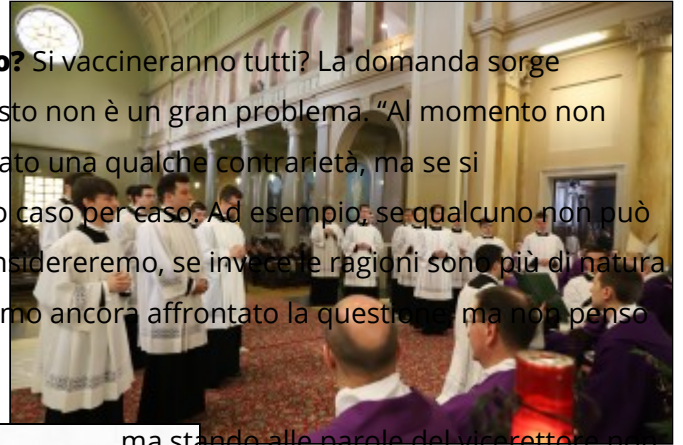 o? Si vaccineranno tutti? La domanda sorge
sto non è un gran problema. “Al momento non
ato una qualche contrarietà, ma se si
o caso per caso. Ad esempio, se qualcuno non può
nsidereremo, se invece le ragioni sono più di natura
mo ancora affrontato la questione, ma non penso
ma stando alle parole del vicerettore